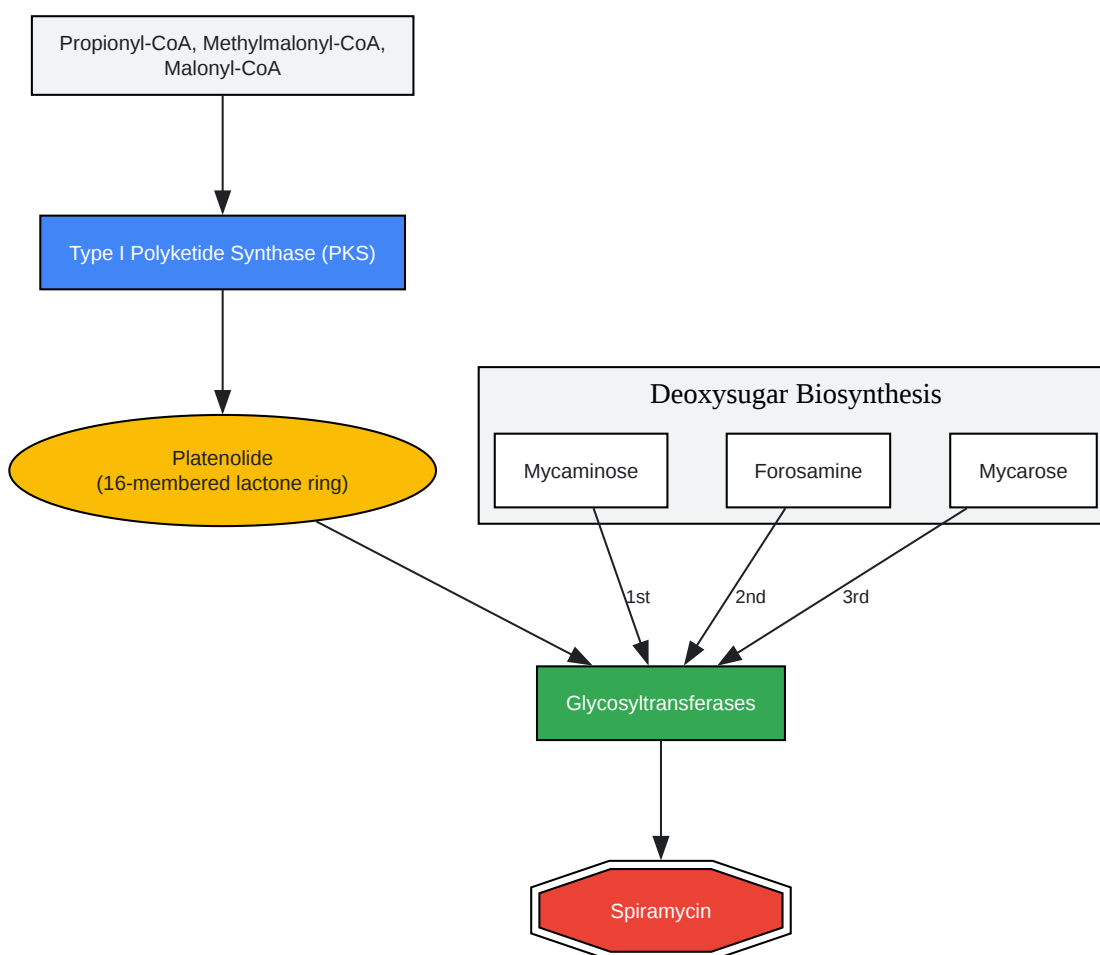 Propionyl-CoA, Methylmalonyl-CoA,
Malonyl-CoA
Type I Polyketide Synthase (PKS)
Platenolide
(16-membered lactone ring)
Deoxysugar Biosynthesis
Mycaminose
Forosamine
Mycarose
1st
2nd
3rd
Glycosyltransferases
Spiramycin